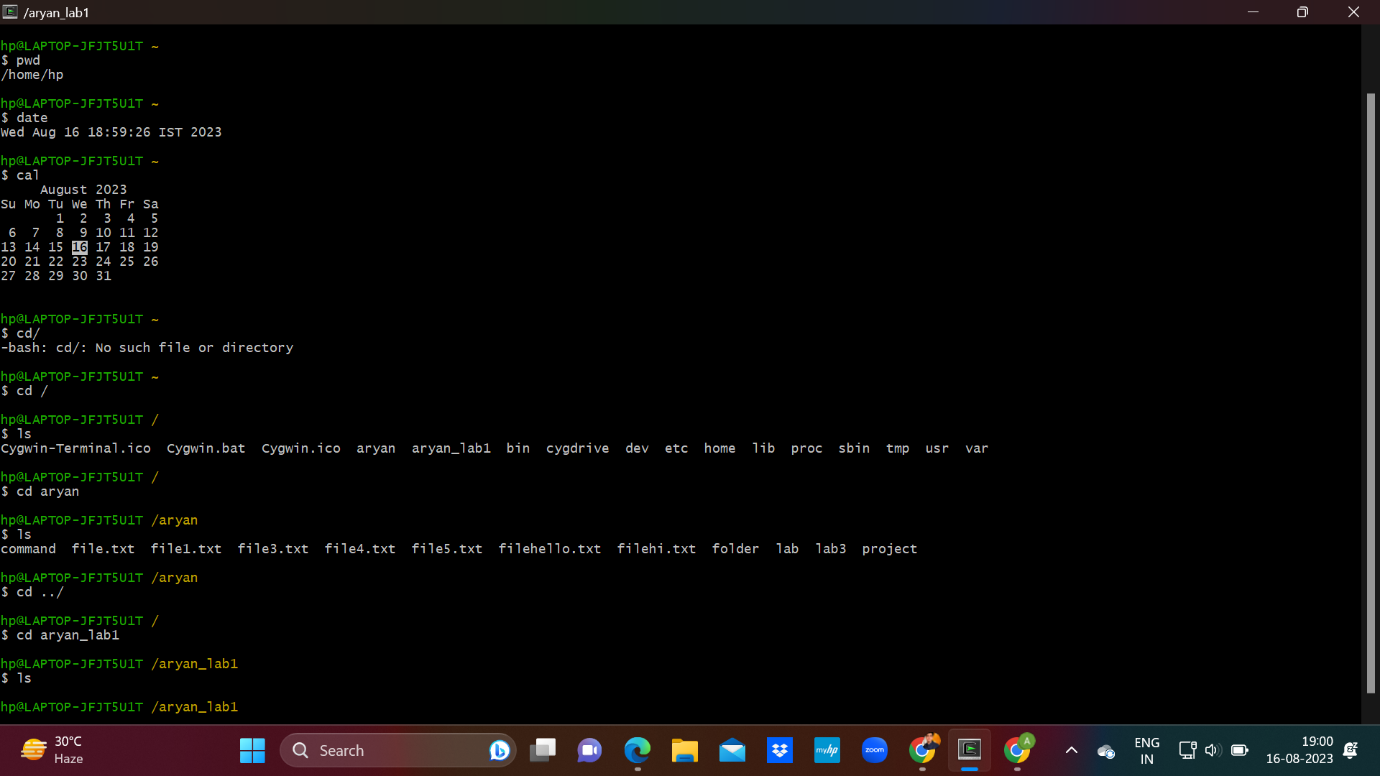 /aryan_lab1
hp@LAPTOP-JFJT5U1T ~
$ pwd
/home/hp
hp@LAPTOP-JFJT5U1T ~
$ date
Wed Aug 16 18:59:26 IST 2023
hp@LAPTOP-JFJT5U1T ~
$ cal
August 2023
Su Mo Tu We Th Fr Sa
1 2 3 4 5
6 7 8 9 10 11 12
13 14 15 16 17 18 19
20 21 22 23 24 25 26
27 28 29 30 31
hp@LAPTOP-JFJT5U1T ~
$ cd/
-bash: cd/: No such file or directory
hp@LAPTOP-JFJT5U1T ~
$ cd /
hp@LAPTOP-JFJT5U1T /
$ ls
Cygwin-Terminal.ico Cygwin.bat Cygwin.ico aryan aryan_lab1 bin cygdrive dev etc home lib proc sbin tmp usr var
hp@LAPTOP-JFJT5U1T /
$ cd aryan
hp@LAPTOP-JFJT5U1T /aryan
$ ls
command file.txt file1.txt file3.txt file4.txt file5.txt filehello.txt filehi.txt folder lab lab3 project
hp@LAPTOP-JFJT5U1T /aryan
$ cd ../
hp@LAPTOP-JFJT5U1T /
$ cd aryan_lab1
hp@LAPTOP-JFJT5U1T /aryan_lab1
$ ls
hp@LAPTOP-JFJT5U1T /aryan_lab1
30°C
Haze
Search
myhp
zoom
A
ENG
IN
19:00
16-08-2023